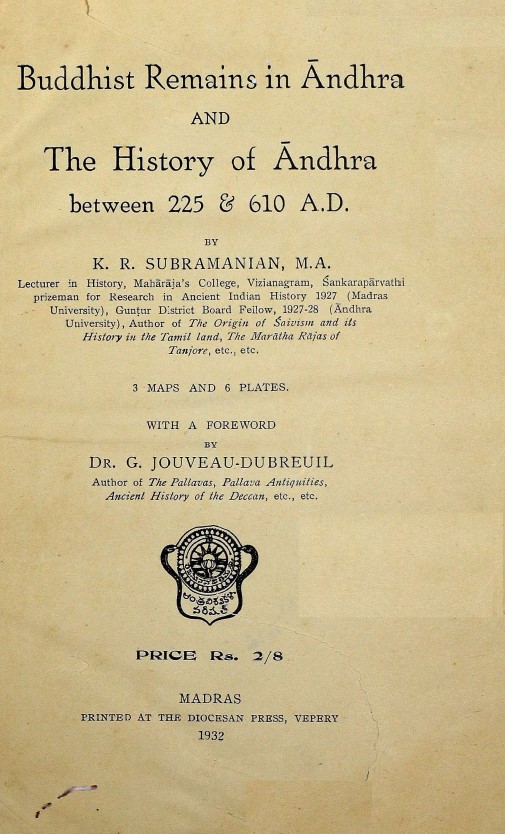 Buddhist Remains in Āndhra
AND
The History of Āndhra
between 225 & 610 A.D.
BY
K. R. SUBRAMANIAN, M.A.
Lecturer in History, Mahārāja's College, Vizianagram, Śankarapārvathi
prizeman for Research in Ancient Indian History 1927 (Madras
University), Guṇṭur District Board Fellow, 1927-28 (Āndhra
University), Author of The Origin of Śaivism and its
History in the Tamil land, The Marātha Rājas of
Tanjore, etc., etc.
3 MAPS AND 6 PLATES.
WITH A FOREWORD
BY
DR. G. JOUVEAU-DUBREUIL
Author of The Pallavas, Pallava Antiquities,
Ancient History of the Deccan, etc., etc.
PRICE Rs. 2/8
MADRAS
PRINTED AT THE DIOCESAN PRESS, VEPERY
1932